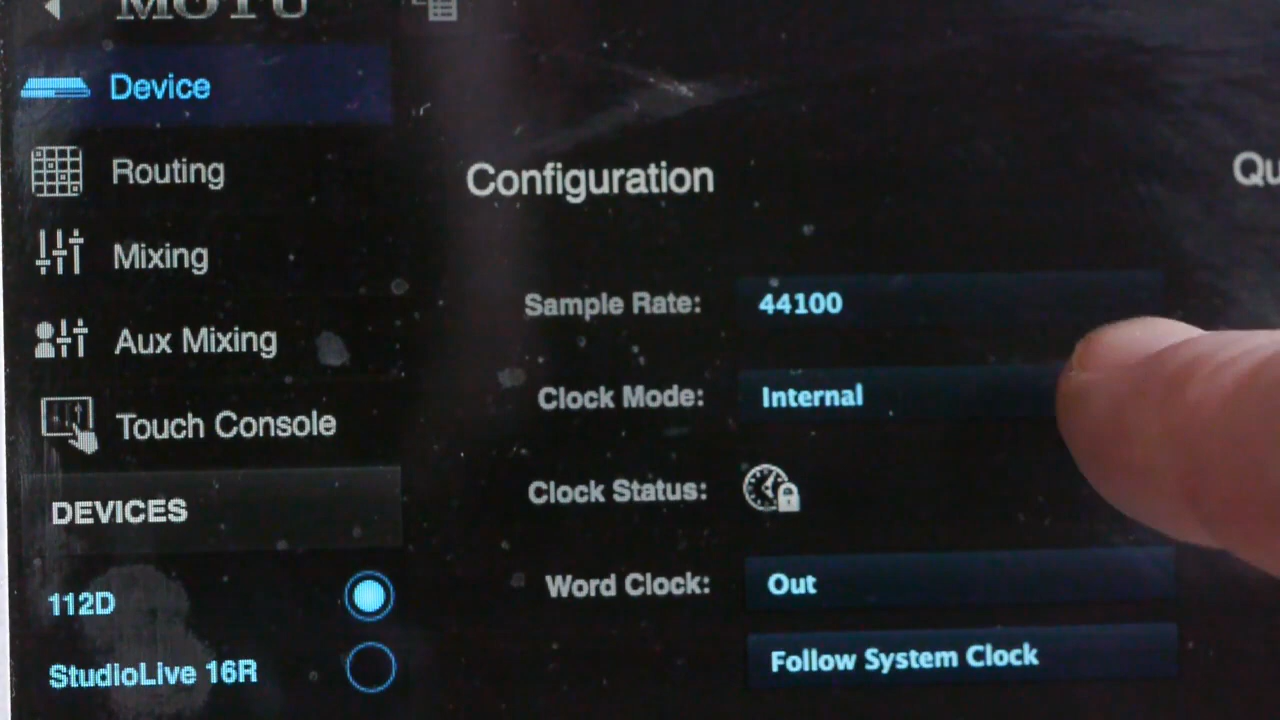 MOTU
Device
Routing
Mixing
Aux Mixing
Touch Console
DEVICES
112D
StudioLive 16R
Configuration
Sample Rate: 44100
Clock Mode: Internal
Clock Status:
Word Clock: Out
Follow System Clock